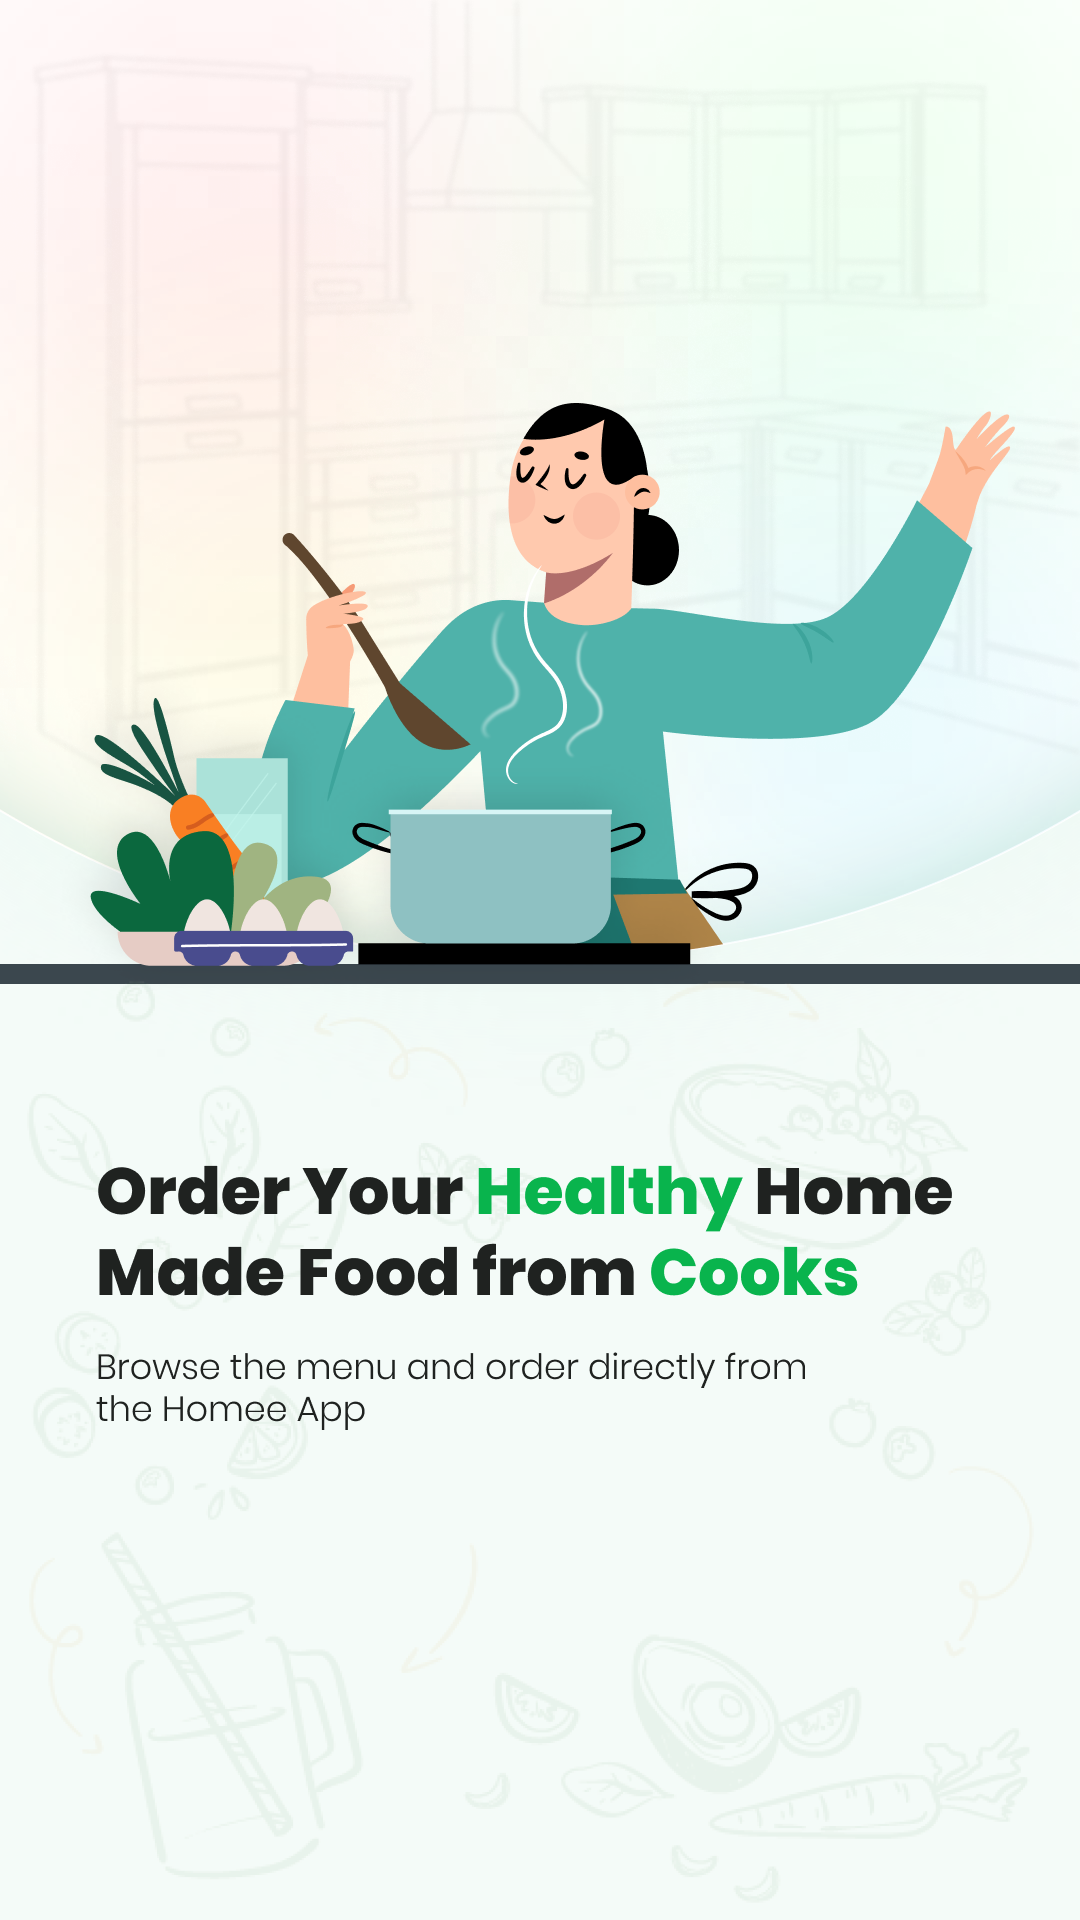 Order Your Healthy Home
Made Food from Cooks
Browse the menu and order directly from
the Homee App